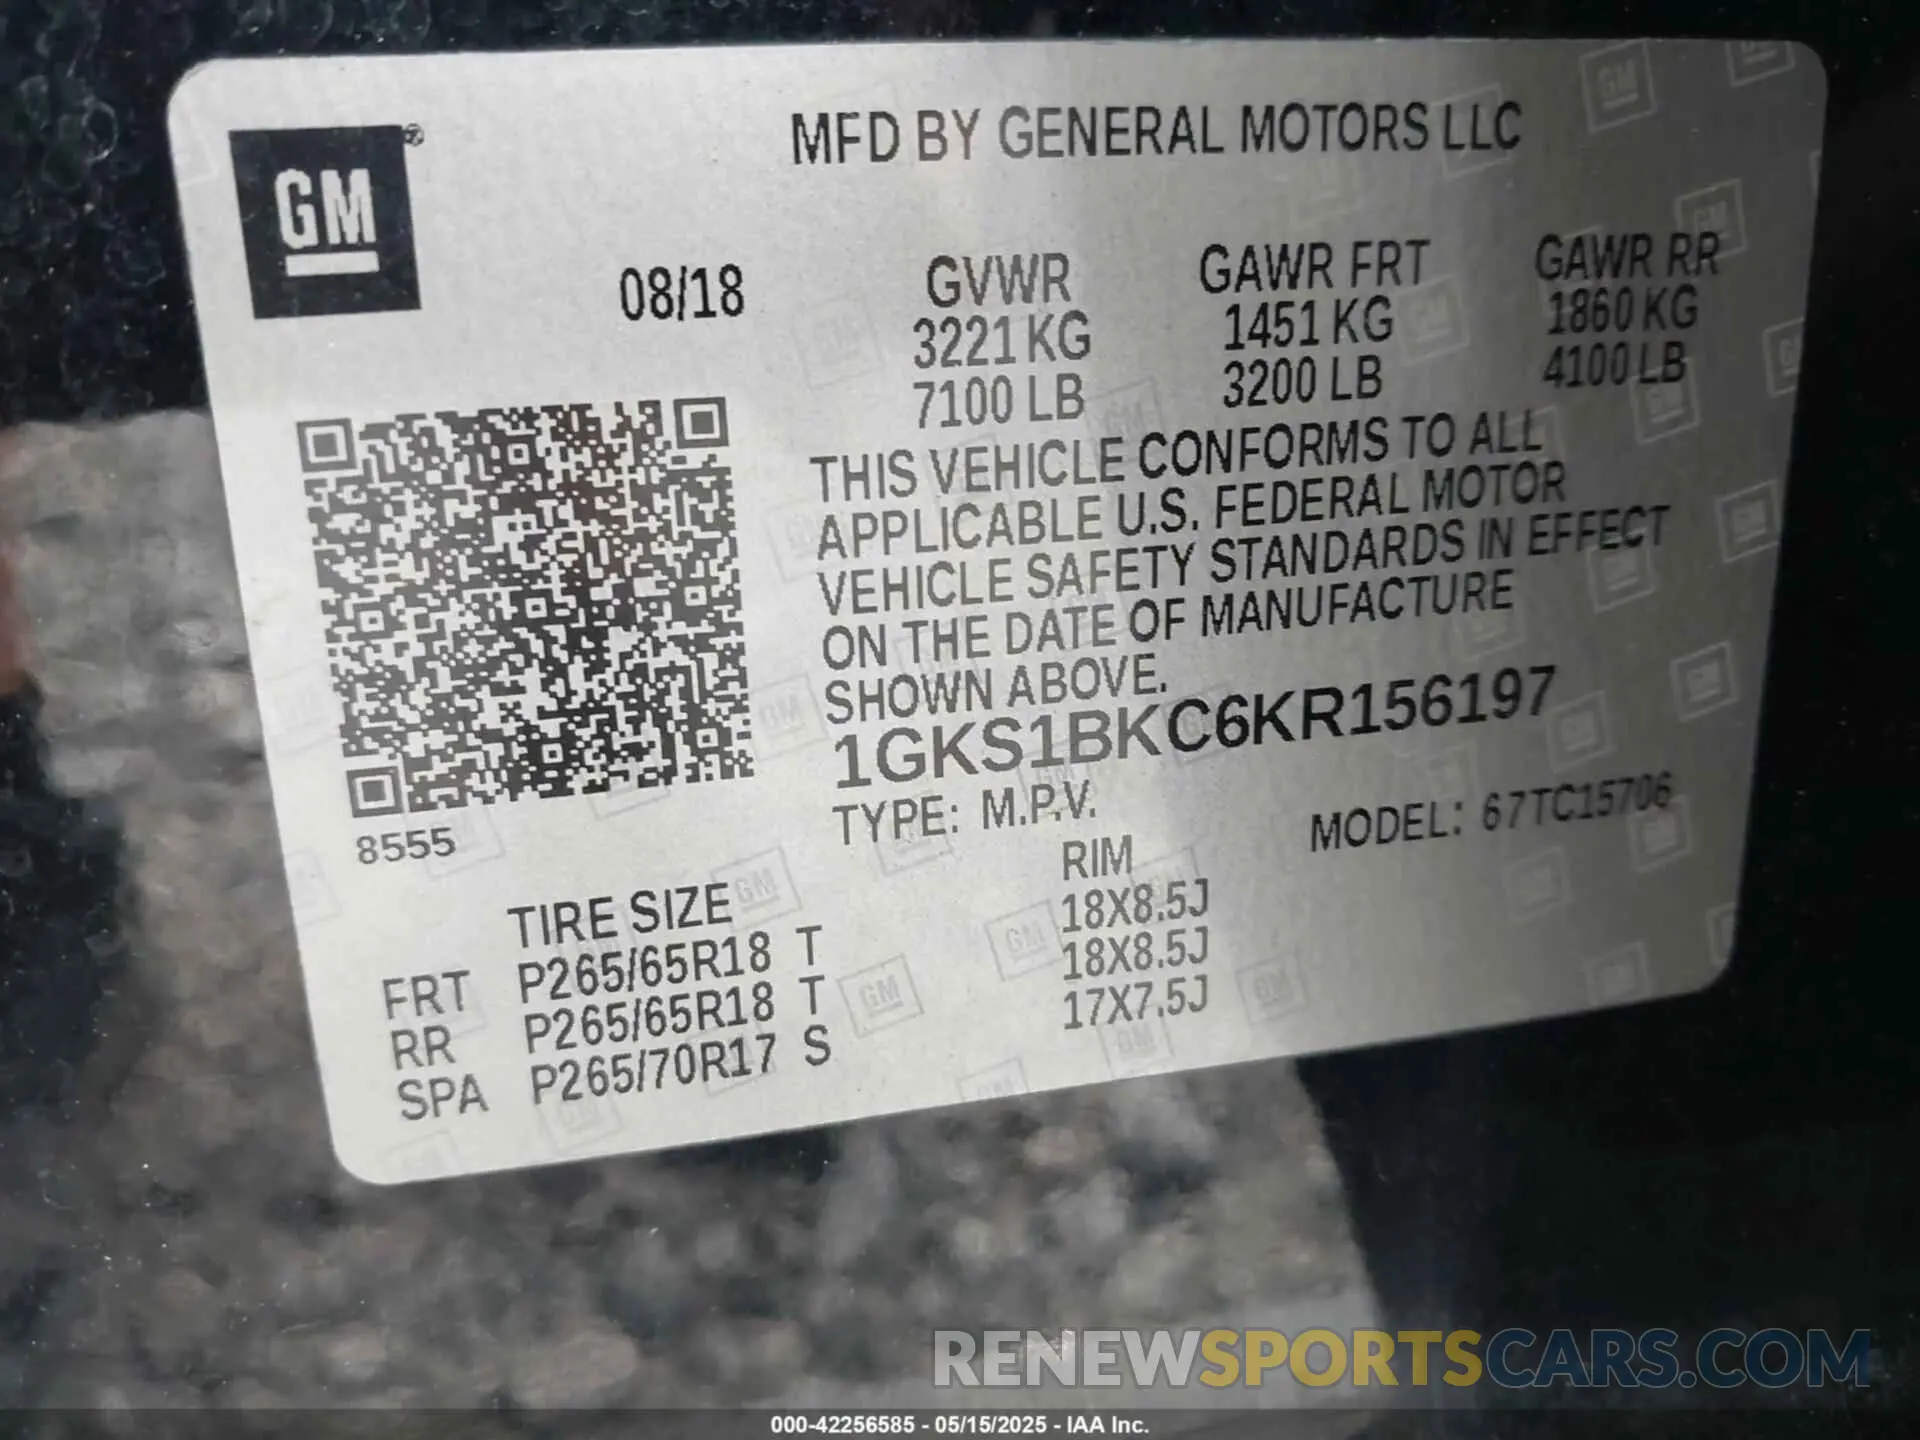 GM®
MFD BY GENERAL MOTORS LLC
08/18
GVWR GAWR FRT GAWR RR
3221 KG 1451 KG 1860 KG
7100 LB 3200 LB 4100 LB
THIS VEHICLE CONFORMS TO ALL
APPLICABLE U.S. FEDERAL MOTOR
VEHICLE SAFETY STANDARDS IN EFFECT
ON THE DATE OF MANUFACTURE
SHOWN ABOVE.
1GKS1BKC6KR156197
TYPE: M.P.V. MODEL: 67TC15706
8555
TIRE SIZE RIM
FRT P265/65R18 T 18X8.5J
RR P265/65R18 T 18X8.5J
SPA P265/70R17 S 17X7.5J
RENEWSPORTSCARS.COM
000-42256585 - 05/15/2025 - IAA Inc.